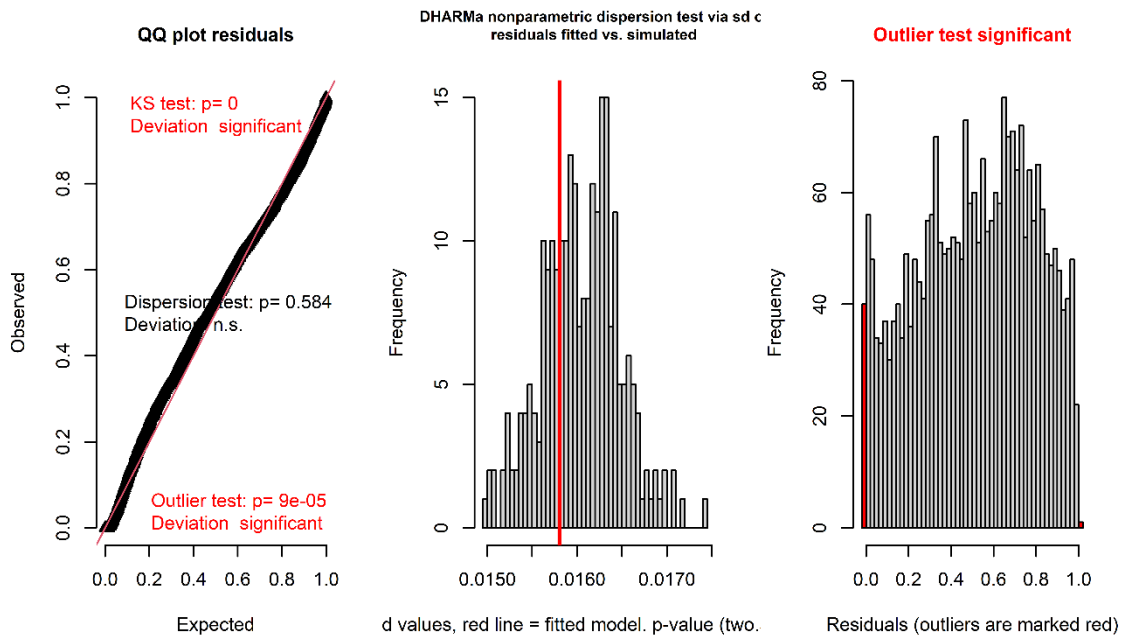 QQ plot residuals
KS test: p= 0
Deviation significant
Dispersion test: p= 0.584
Deviation n.s.
Outlier test: p= 9e-05
Deviation significant
Observed
0.0
0.2
0.4
0.6
0.8
1.0
0.0 0.2 0.4 0.6 0.8 1.0
Expected
DHARMa nonparametric dispersion test via sd o
residuals fitted vs. simulated
Frequency
0
5
10
15
0.0150 0.0160 0.0170
d values, red line = fitted model. p-value (two.
Outlier test significant
Frequency
0
20
40
60
80
0.0 0.2 0.4 0.6 0.8 1.0
Residuals (outliers are marked red)